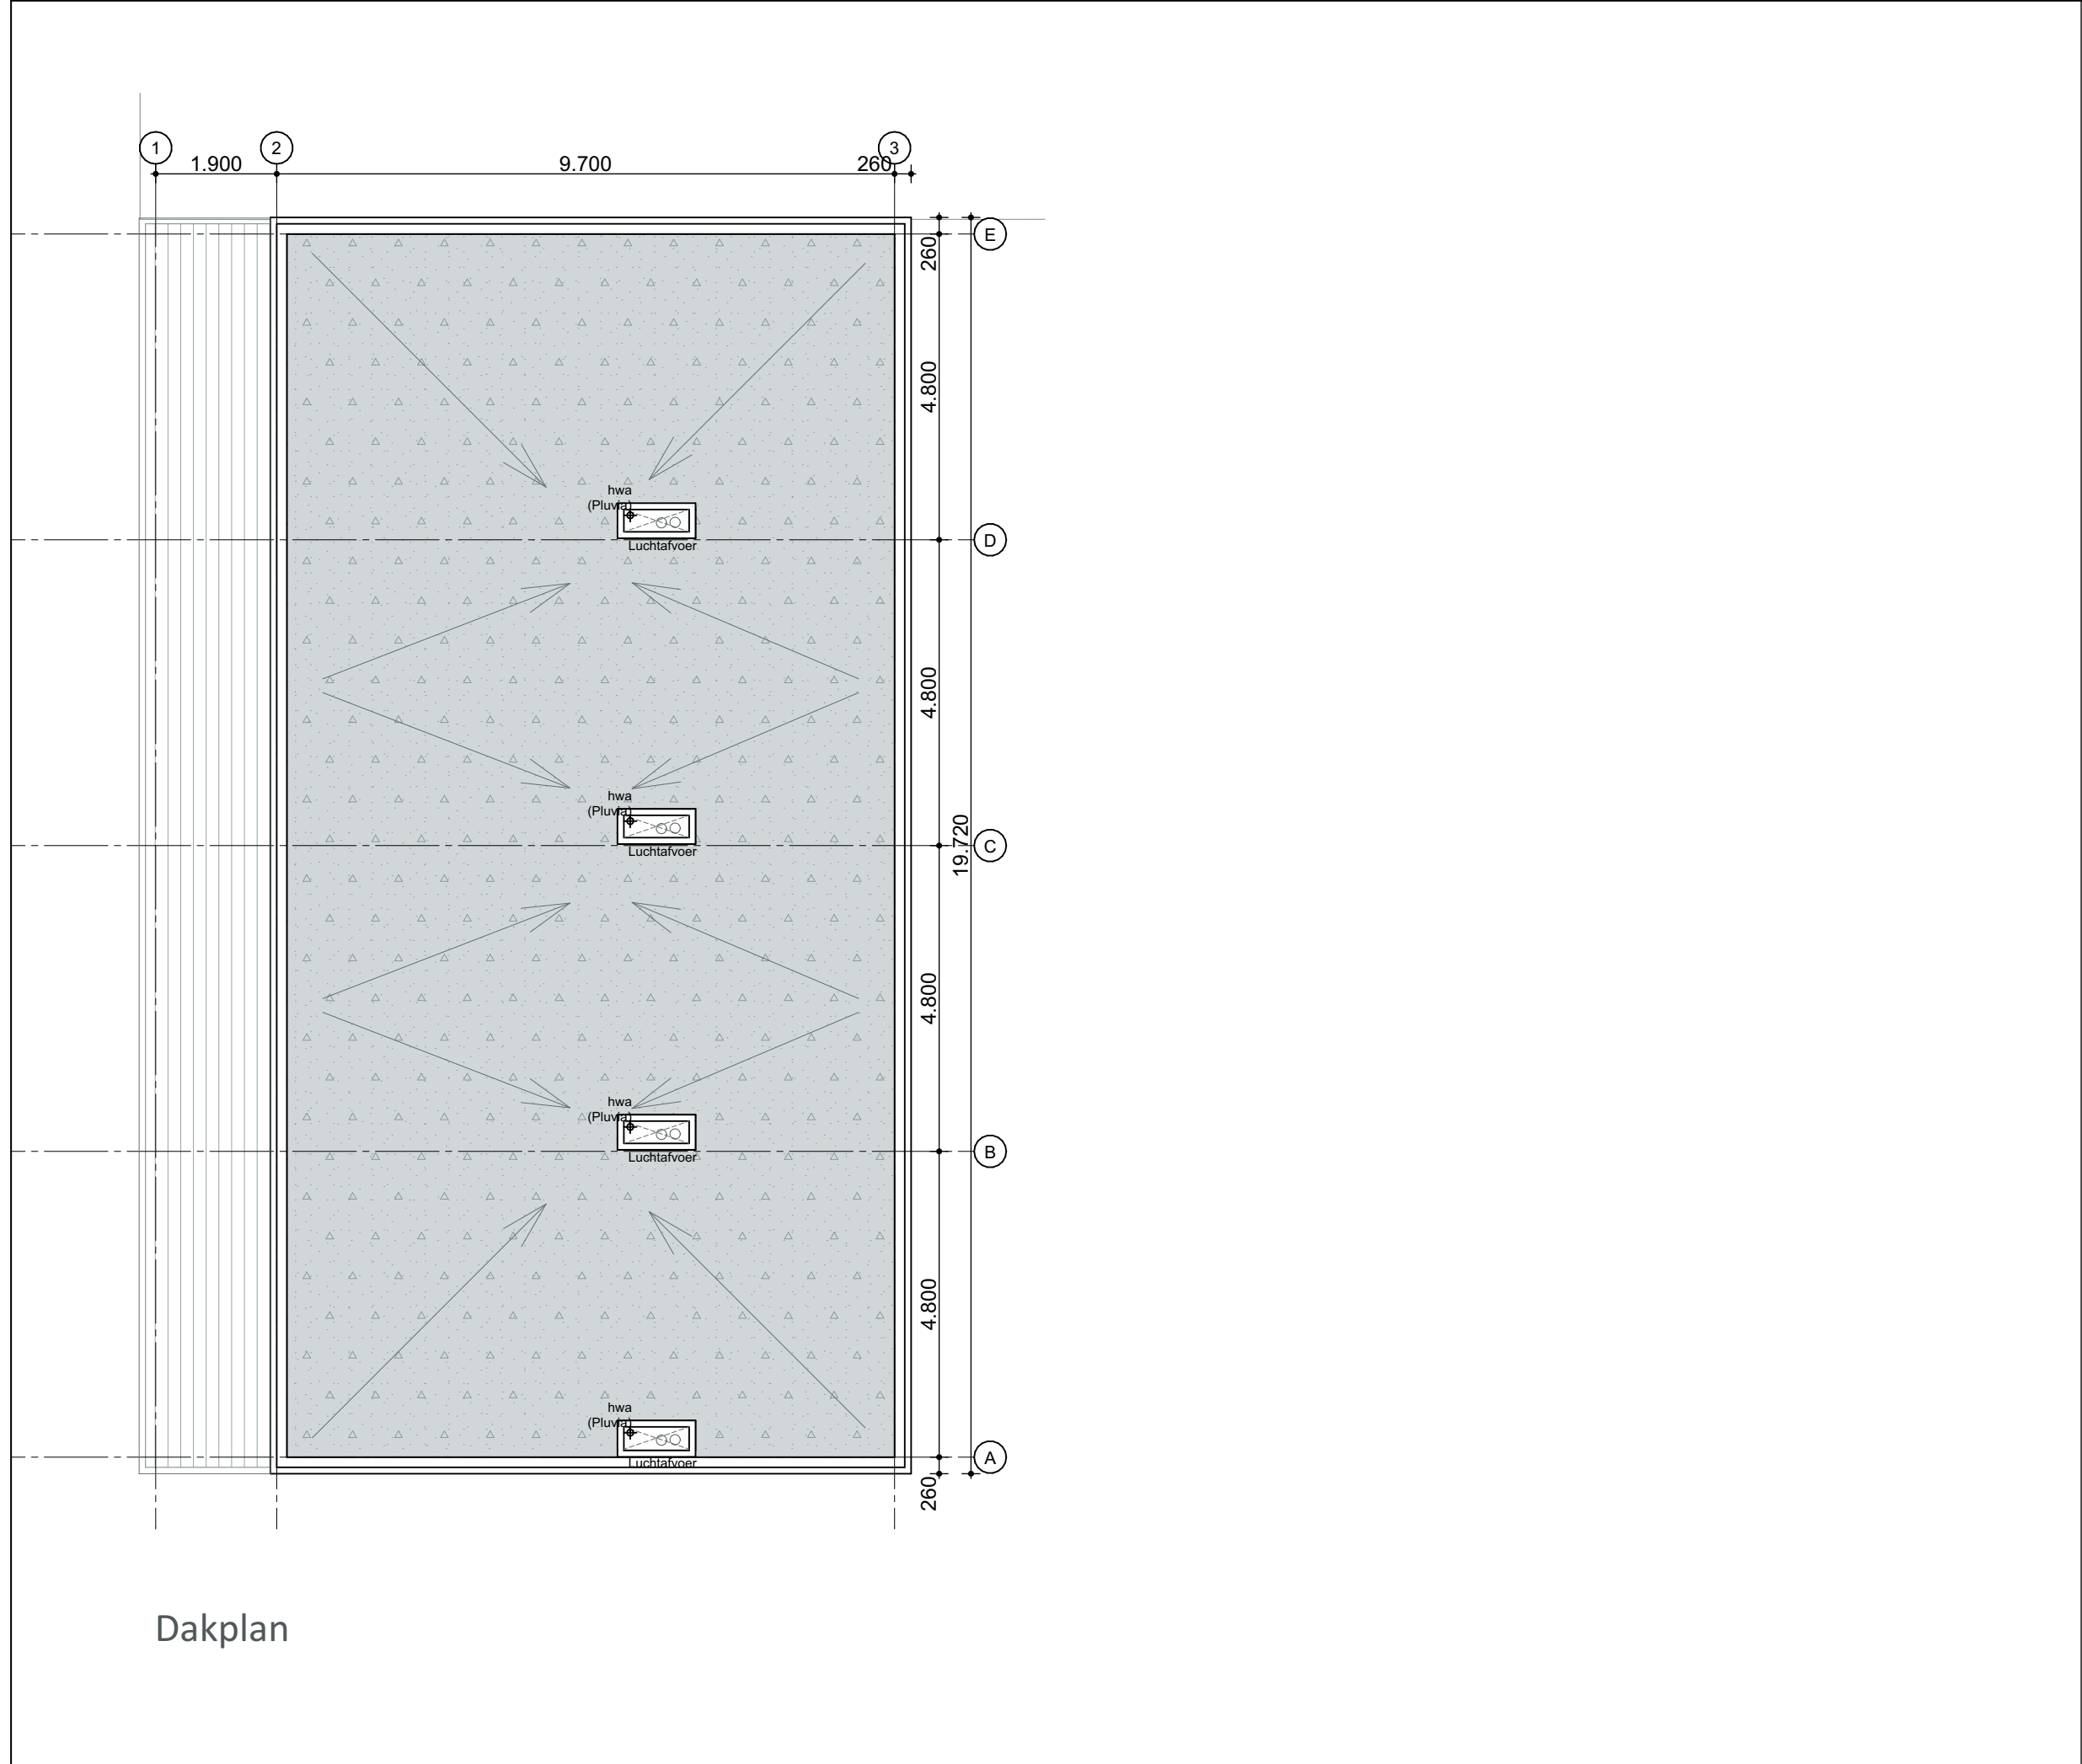 1
2
3
1.900
9.700
260
E
260
4.800
hwa
(Pluvia)
Luchtafvoer
D
4.800
hwa
(Pluvia)
Luchtafvoer
19.720
C
4.800
hwa
(Pluvia)
Luchtafvoer
B
4.800
hwa
(Pluvia)
Luchtafvoer
A
260
Dakplan